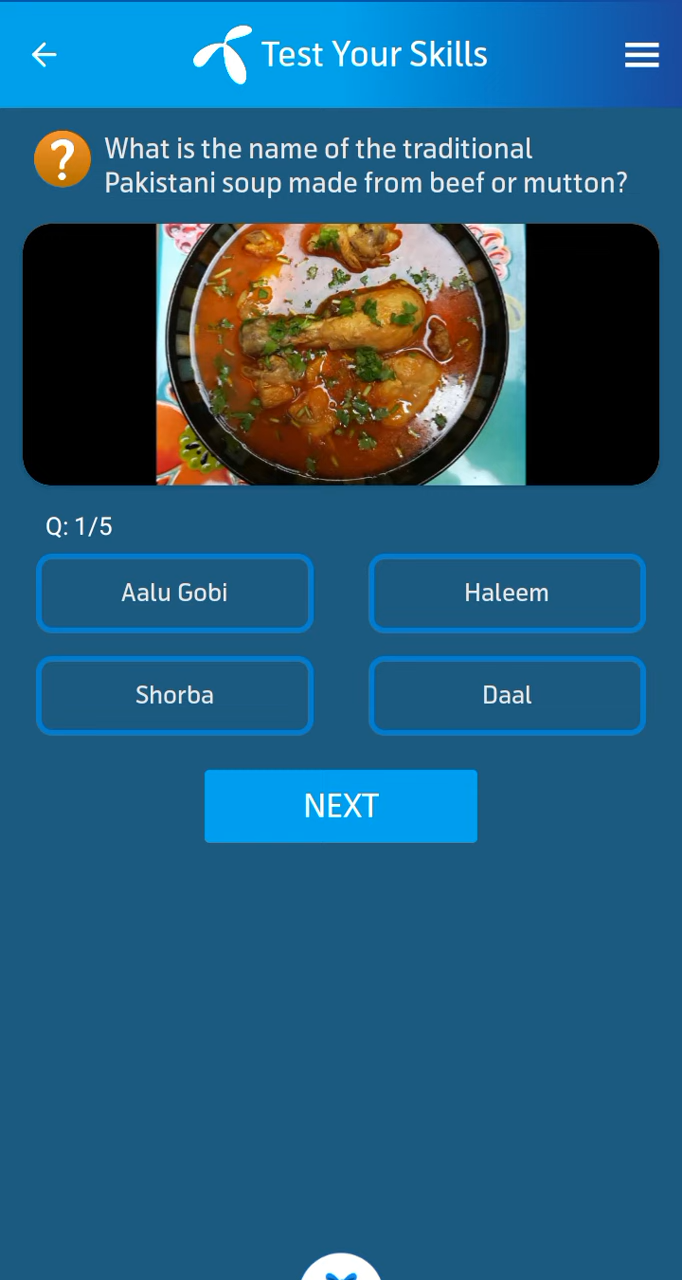 Test Your Skills
What is the name of the traditional
Pakistani soup made from beef or mutton?
Q: 1/5
Aalu Gobi
Haleem
Shorba
Daal
NEXT